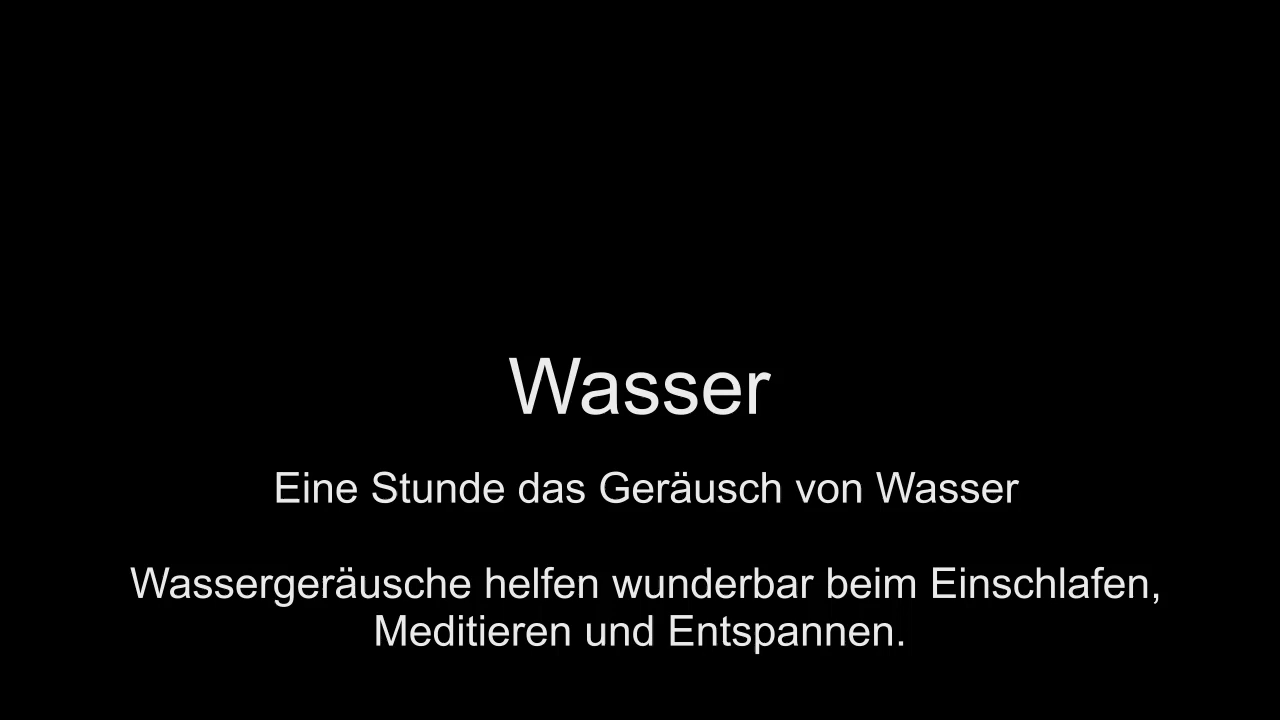 Wasser
Eine Stunde das Geräusch von Wasser
Wassergeräusche helfen wunderbar beim Einschlafen,
Meditieren und Entspannen.